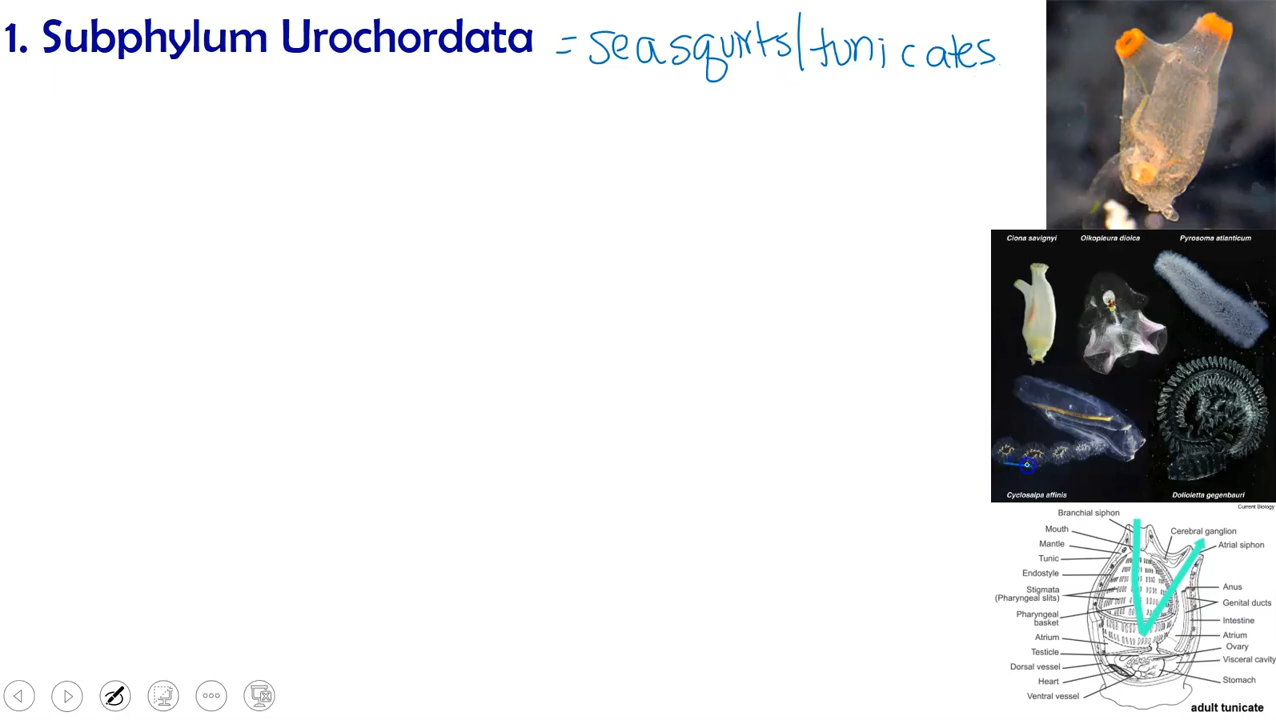 1. Subphylum Urochordata = seasquirts/tunicates
Ciona savignyi
Oikopleura dioica
Pyrosoma atlanticum
Cyclosalpa affinis
Dolioletta gegenbauri
Current Biology
Branchial siphon
Mouth
Mantle
Tunic
Endostyle
Stigmata
(Pharyngeal slits)
Pharyngeal
basket
Atrium
Testicle
Dorsal vessel
Heart
Ventral vessel
Cerebral ganglion
Atrial siphon
Anus
Genital ducts
Intestine
Atrium
Ovary
Visceral cavity
Stomach
adult tunicate